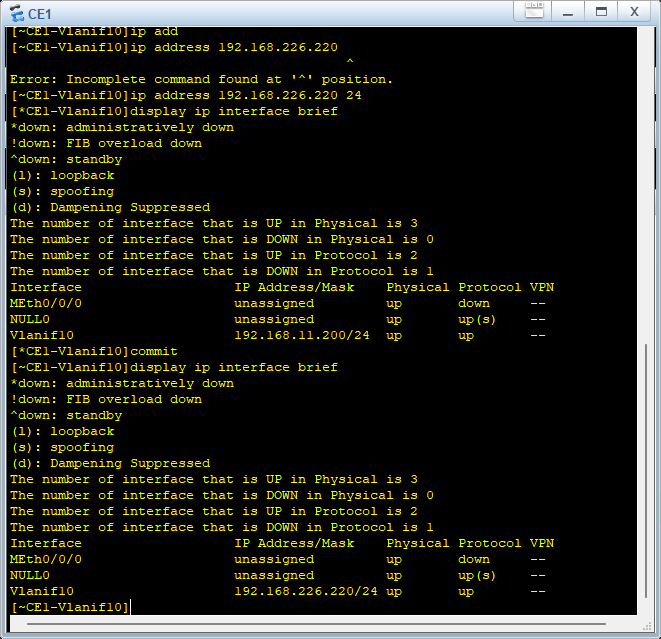 CE1
[~CE1-Vlanif10]ip add
[~CE1-Vlanif10]ip address 192.168.226.220
^
Error: Incomplete command found at '^' position.
[~CE1-Vlanif10]ip address 192.168.226.220 24
[*CE1-Vlanif10]display ip interface brief
*down: administratively down
!down: FIB overload down
^down: standby
(l): loopback
(s): spoofing
(d): Dampening Suppressed
The number of interface that is UP in Physical is 3
The number of interface that is DOWN in Physical is 0
The number of interface that is UP in Protocol is 2
The number of interface that is DOWN in Protocol is 1
Interface                   IP Address/Mask    Physical Protocol VPN
MEth0/0/0                   unassigned         up       down     --
NULL0                       unassigned         up       up(s)    --
Vlanif10                    192.168.11.200/24  up       up       --
[*CE1-Vlanif10]commit
[~CE1-Vlanif10]display ip interface brief
*down: administratively down
!down: FIB overload down
^down: standby
(l): loopback
(s): spoofing
(d): Dampening Suppressed
The number of interface that is UP in Physical is 3
The number of interface that is DOWN in Physical is 0
The number of interface that is UP in Protocol is 2
The number of interface that is DOWN in Protocol is 1
Interface                   IP Address/Mask    Physical Protocol VPN
MEth0/0/0                   unassigned         up       down     --
NULL0                       unassigned         up       up(s)    --
Vlanif10                    192.168.226.220/24 up       up       --
[~CE1-Vlanif10]